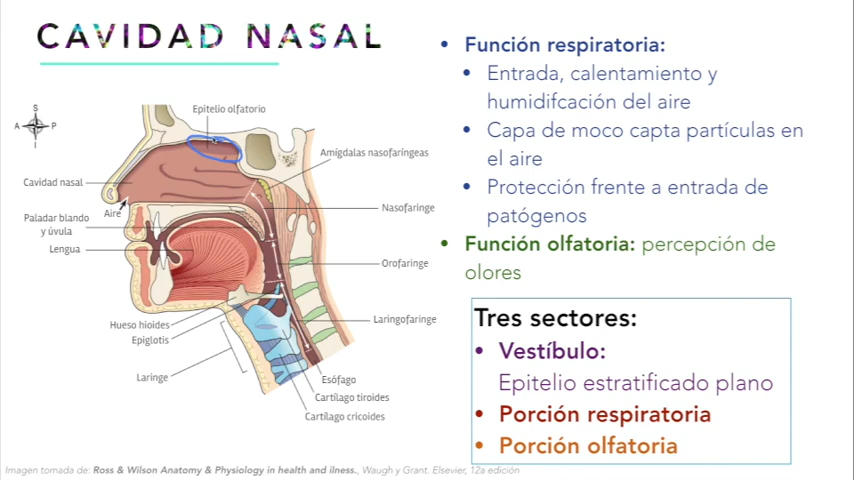 CAVIDAD NASAL
• Función respiratoria:
• Entrada, calentamiento y
humidifcación del aire
• Capa de moco capta partículas en
el aire
• Protección frente a entrada de
patógenos
• Función olfatoria: percepción de
olores
Tres sectores:
• Vestíbulo:
Epitelio estratificado plano
• Porción respiratoria
• Porción olfatoria
S
A
P
I
Epitelio olfatorio
Amígdalas nasofaríngeas
Cavidad nasal
Aire
Nasofaringe
Paladar blando
y úvula
Lengua
Orofaringe
Hueso hioides
Epiglotis
Laringofaringe
Laringe
Esófago
Cartílago tiroides
Cartílago cricoides
Imagen tomada de: Ross & Wilson Anatomy & Physiology in health and ilness., Waugh y Grant. Elsevier, 12a edición